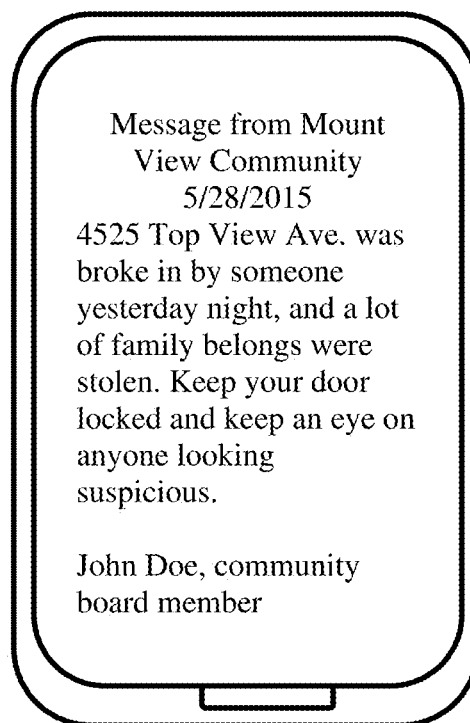 Message from Mount
View Community
5/28/2015
4525 Top View Ave. was
broke in by someone
yesterday night, and a lot
of family belongs were
stolen. Keep your door
locked and keep an eye on
anyone looking
suspicious.
John Doe, community
board member